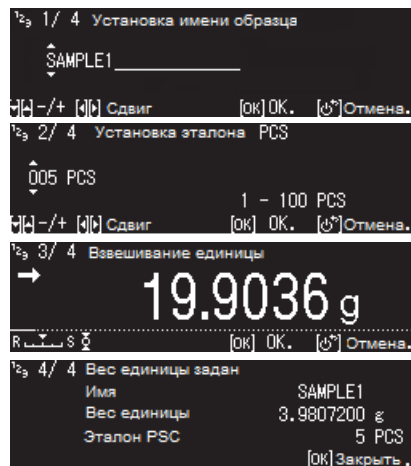 1/ 4 Установка имени образца
SAMPLE1
-/+ Сдвиг [OK]OK. Отмена.
2/ 4 Установка эталона PCS
005 PCS
1 - 100 PCS
-/+ Сдвиг [OK] OK. Отмена.
3/ 4 Взвешивание единицы
19.9036 g
R S [OK] OK. Отмена.
4/ 4 Вес единицы задан
Имя SAMPLE1
Вес единицы 3.9807200 g
Эталон PSC 5 PCS
[OK]Закрыть.